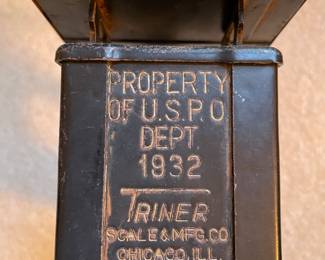 PROPERTY
OF U.S.P.O
DEPT.
1932
TRINER
SCALE & MFG. CO.
CHICAGO, ILL.